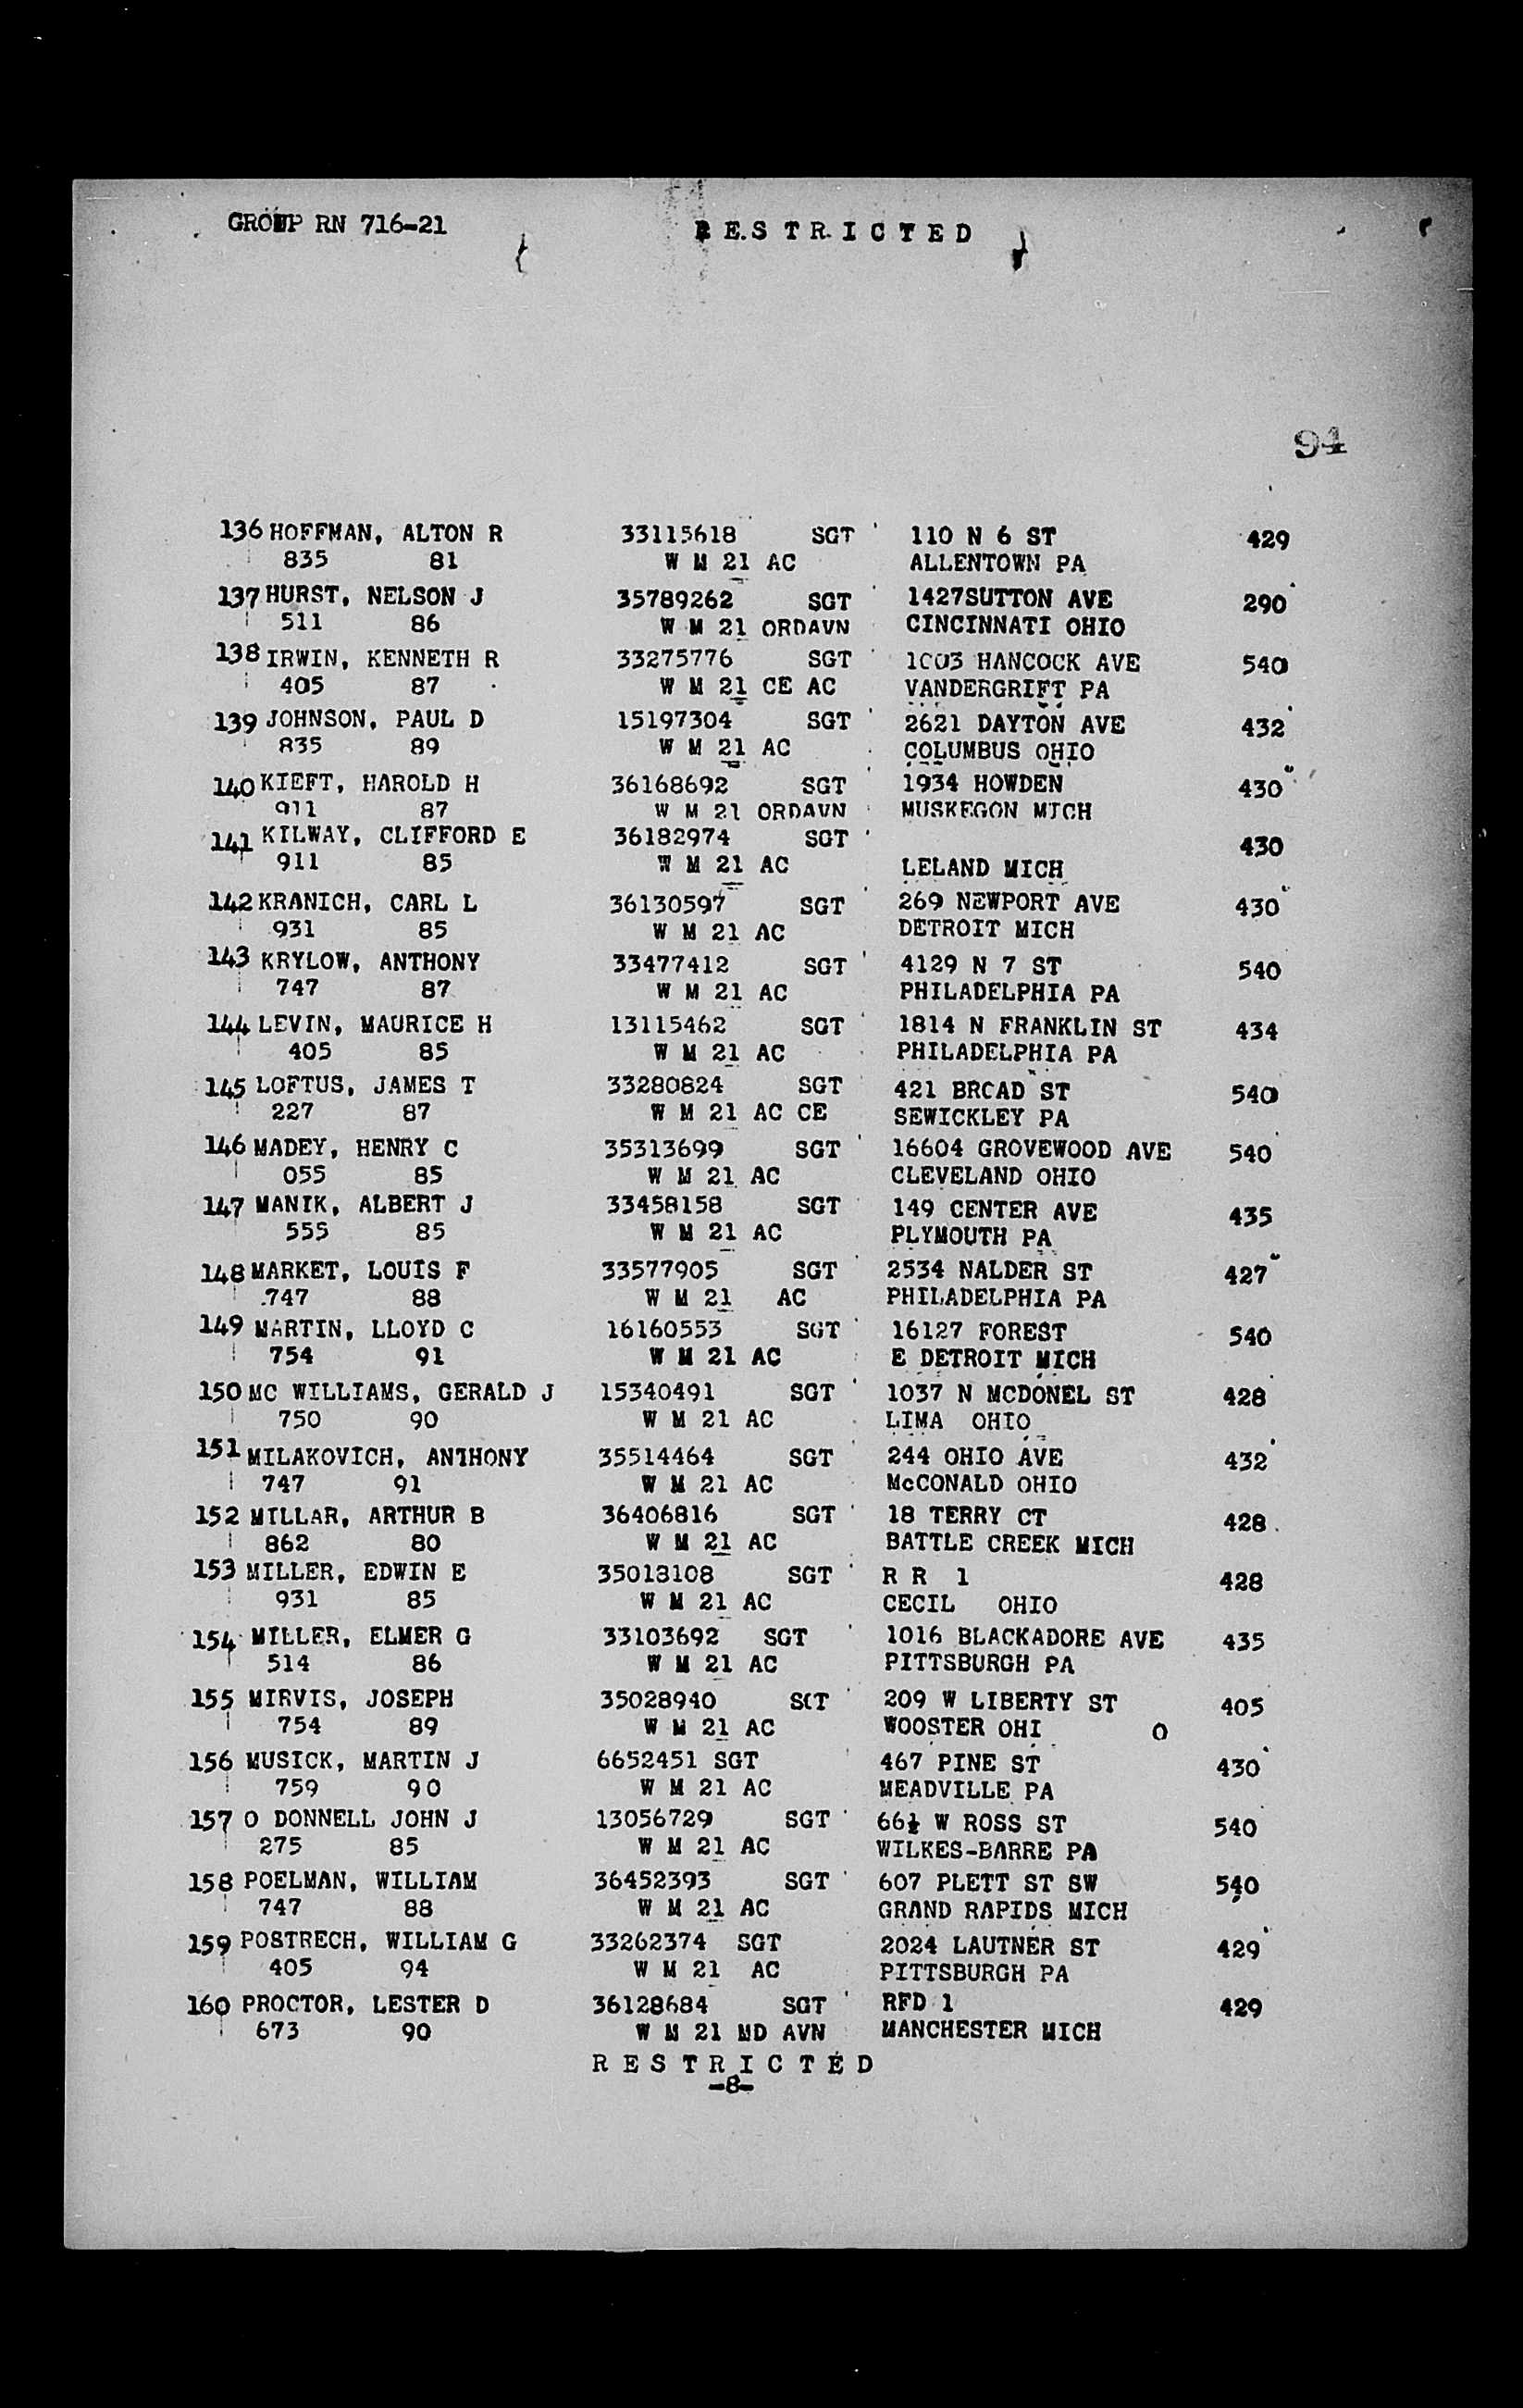 GROUP RN 716-21 RESTRICTED
94
136 HOFFMAN, ALTON R 33115618 SGT 110 N 6 ST 429
835 81 W M 21 AC ALLENTOWN PA
137 HURST, NELSON J 35789262 SGT 1427SUTTON AVE 290
511 86 W M 21 ORDAVN CINCINNATI OHIO
138 IRWIN, KENNETH R 33275776 SGT 1003 HANCOCK AVE 540
405 87 W M 21 CE AC VANDERGRIFT PA
139 JOHNSON, PAUL D 15197304 SGT 2621 DAYTON AVE 432
835 89 W M 21 AC COLUMBUS OHIO
140 KIEFT, HAROLD H 36168692 SGT 1934 HOWDEN 430
911 87 W M 21 ORDAVN MUSKEGON MICH
141 KILWAY, CLIFFORD E 36182974 SGT 430
911 85 W M 21 AC LELAND MICH
142 KRANICH, CARL L 36130597 SGT 269 NEWPORT AVE 430
931 85 W M 21 AC DETROIT MICH
143 KRYLOW, ANTHONY 33477412 SGT 4129 N 7 ST 540
747 87 W M 21 AC PHILADELPHIA PA
144 LEVIN, MAURICE H 13115462 SGT 1814 N FRANKLIN ST 434
405 85 W M 21 AC PHILADELPHIA PA
145 LOFTUS, JAMES T 33280824 SGT 421 BROAD ST 540
227 87 W M 21 AC CE SEWICKLEY PA
146 MADEY, HENRY C 35313699 SGT 16604 GROVEWOOD AVE 540
055 85 W M 21 AC CLEVELAND OHIO
147 MANIK, ALBERT J 33458158 SGT 149 CENTER AVE 435
555 85 W M 21 AC PLYMOUTH PA
148 MARKET, LOUIS F 33577905 SGT 2534 NALDER ST 427
747 88 W M 21 AC PHILADELPHIA PA
149 MARTIN, LLOYD C 16160553 SGT 16127 FOREST 540
754 91 W M 21 AC E DETROIT MICH
150 MC WILLIAMS, GERALD J 15340491 SGT 1037 N MCDONEL ST 428
750 90 W M 21 AC LIMA OHIO
151 MILAKOVICH, ANTHONY 35514464 SGT 244 OHIO AVE 432
747 91 W M 21 AC McCONALD OHIO
152 MILLAR, ARTHUR B 36406816 SGT 18 TERRY CT 428
862 80 W M 21 AC BATTLE CREEK MICH
153 MILLER, EDWIN E 35018108 SGT R R 1 428
931 85 W M 21 AC CECIL OHIO
154 MILLER, ELMER G 33103692 SGT 1016 BLACKADORE AVE 435
514 86 W M 21 AC PITTSBURGH PA
155 MIRVIS, JOSEPH 35028940 SGT 209 W LIBERTY ST 405
754 89 W M 21 AC WOOSTER OHI O
156 MUSICK, MARTIN J 6652451 SGT 467 PINE ST 430
759 90 W M 21 AC MEADVILLE PA
157 O DONNELL JOHN J 13056729 SGT 66½ W ROSS ST 540
275 85 W M 21 AC WILKES-BARRE PA
158 POELMAN, WILLIAM 36452393 SGT 607 PLETT ST SW 540
747 88 W M 21 AC GRAND RAPIDS MICH
159 POSTRECH, WILLIAM G 33262374 SGT 2024 LAUTNER ST 429
405 94 W M 21 AC PITTSBURGH PA
160 PROCTOR, LESTER D 36128684 SGT RFD 1 429
673 90 W M 21 MD AVN MANCHESTER MICH
RESTRICTED
-8-